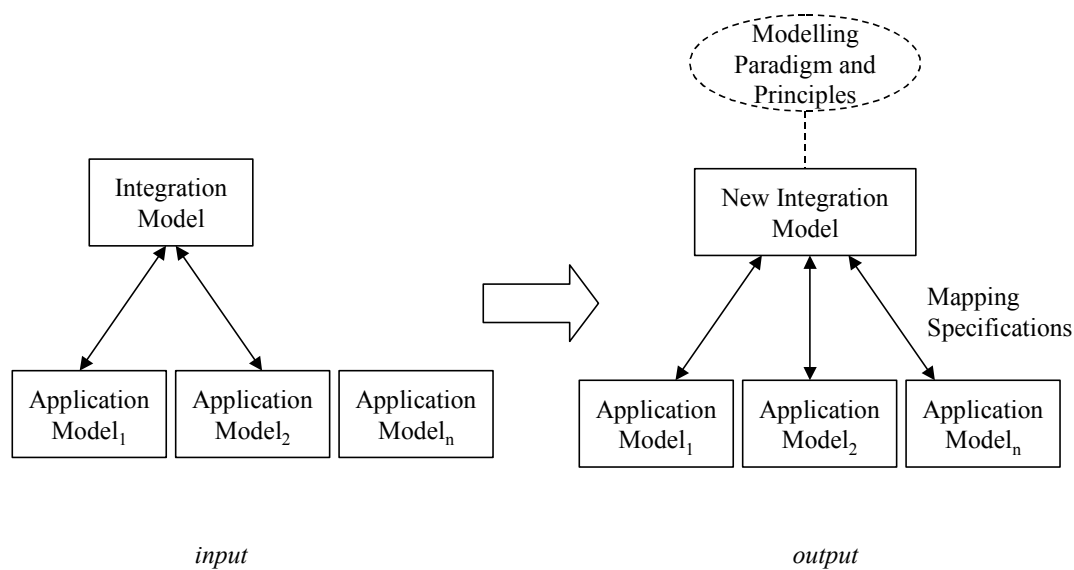 Modelling
Paradigm and
Principles
Integration
Model
New Integration
Model
Mapping
Specifications
Application
Model₁
Application
Model₂
Application
Modelₙ
Application
Model₁
Application
Model₂
Application
Modelₙ
input
output